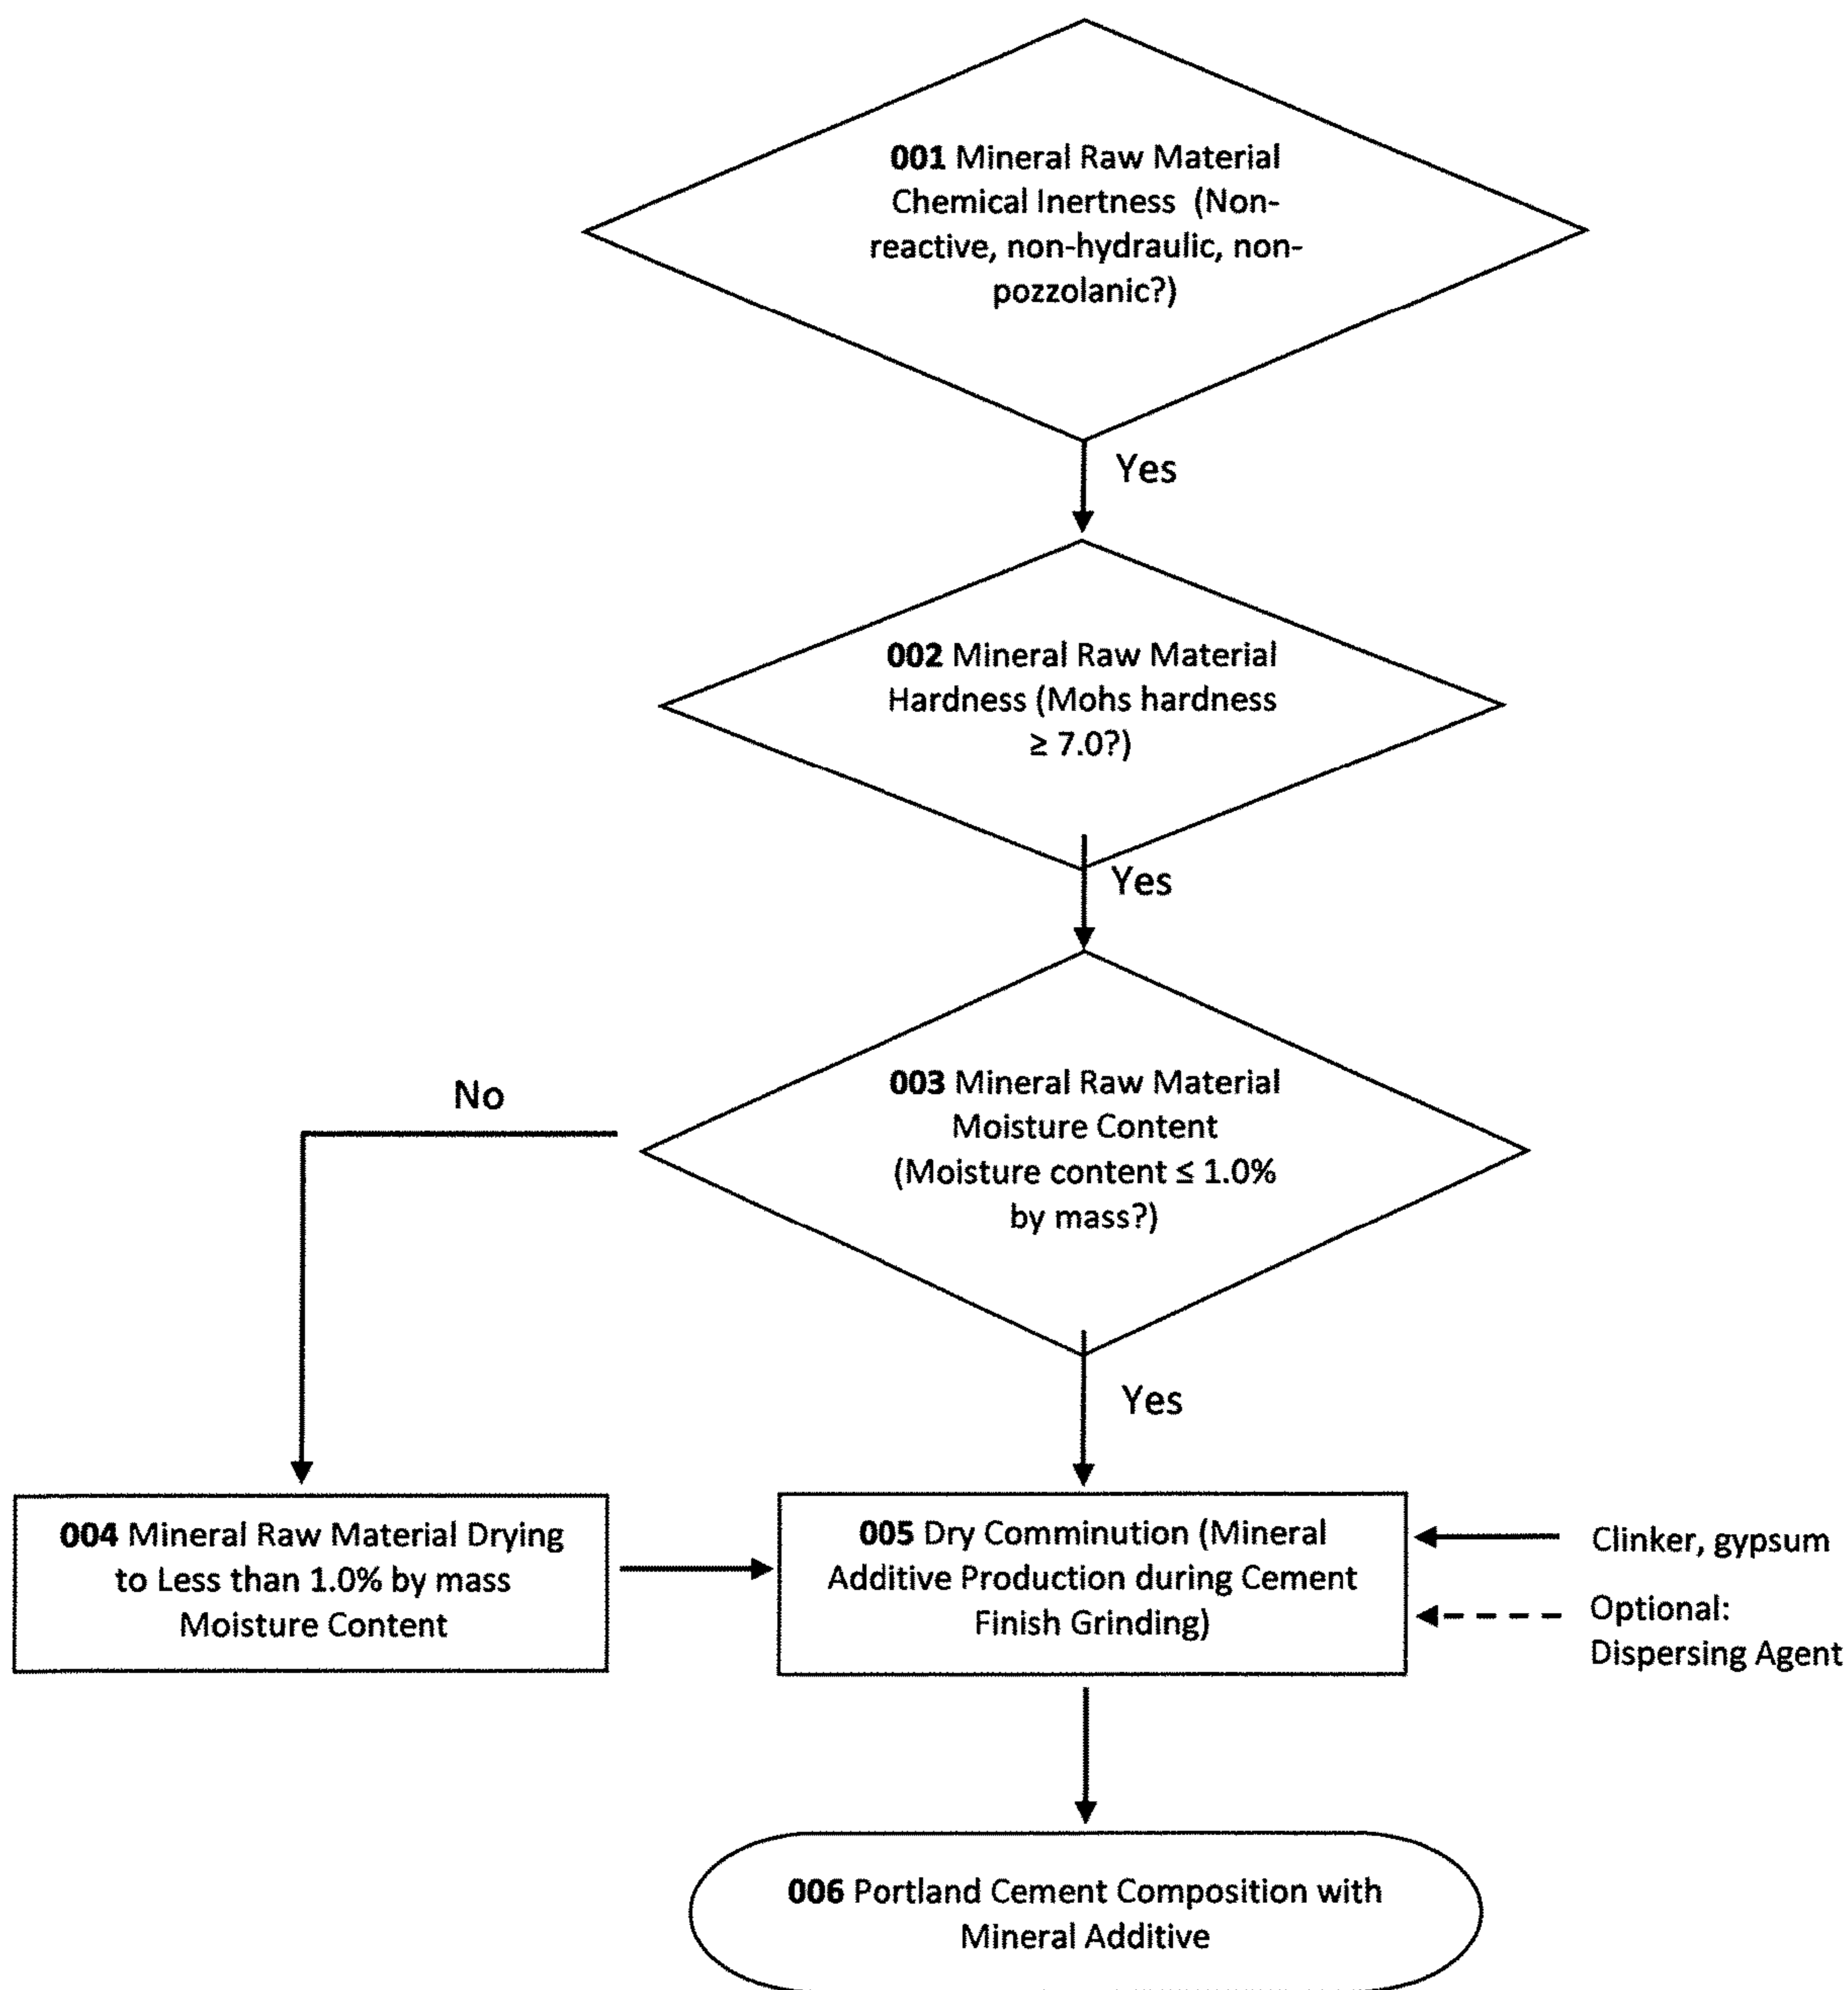 001 Mineral Raw Material
Chemical Inertness (Non-
reactive, non-hydraulic, non-
pozzolanic?)
Yes
002 Mineral Raw Material
Hardness (Mohs hardness
≥ 7.0?)
Yes
003 Mineral Raw Material
Moisture Content
(Moisture content ≤ 1.0%
by mass?)
No
Yes
004 Mineral Raw Material Drying
to Less than 1.0% by mass
Moisture Content
005 Dry Comminution (Mineral
Additive Production during Cement
Finish Grinding)
Clinker, gypsum
Optional:
Dispersing Agent
006 Portland Cement Composition with
Mineral Additive